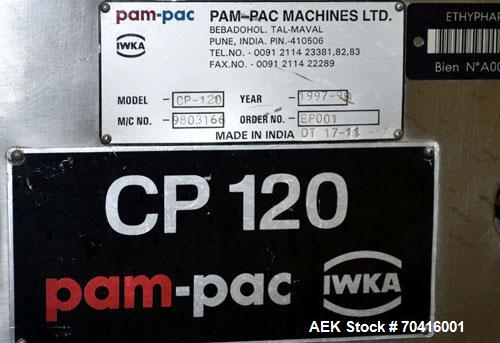 pam-pac PAM-PAC MACHINES LTD.
BEBADOHOL. TAL-MAVAL
IWKA PUNE, INDIA. PIN.-410506
TEL.NO. - 0091 2114 23381,82,83
FAX.NO. - 0091 2114 22289
MODEL - CP-120 YEAR - 1997-98
M/C NO. - 9803166 ORDER NO. - EP001
MADE IN INDIA DT 17-11
ETHYPHAR
Bien N°A00
CP 120
pam-pac IWKA
AEK Stock # 70416001